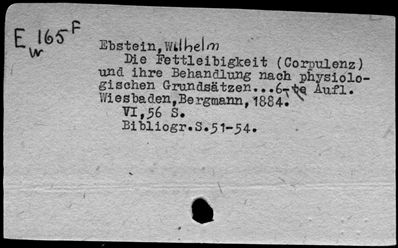 E 165 F
w
Ebstein, Wilhelm
Die Fettleibigkeit (Corpulenz)
und ihre Behandlung nach physiolo-
gischen Grundsätzen...6-te Aufl.
Wiesbaden, Bergmann, 1884.
VI, 56 S.
Bibliogr.S.51-54.